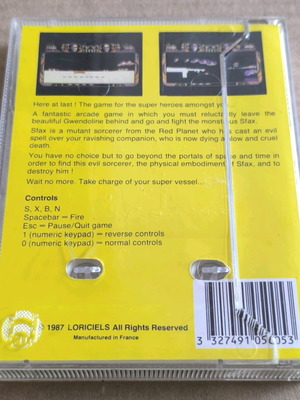 Here at last! The game for the super heroes amongst you...
A fantastic arcade game in which you must reluctantly leave the
beautiful Gwendoline behind and go and fight the monstrous Sfax.
Sfax is a mutant sorcerer from the Red Planet who has cast an evil
spell over your ravishing companion, who is now dying a slow and cruel
death.
You have no choice but to go beyond the portals of space and time in
order to find this evil sorcerer, the physical embodiment of Sfax, and to
destroy him !
Wait no more. Take charge of your super vessel...
Controls
S, X, B, N
Spacebar = Fire
Esc = Pause/Quit game
1 (numeric keypad) = reverse controls
0 (numeric keypad) = normal controls
1987 LORICIELS All Rights Reserved
Manufactured in France
3 327491 050053